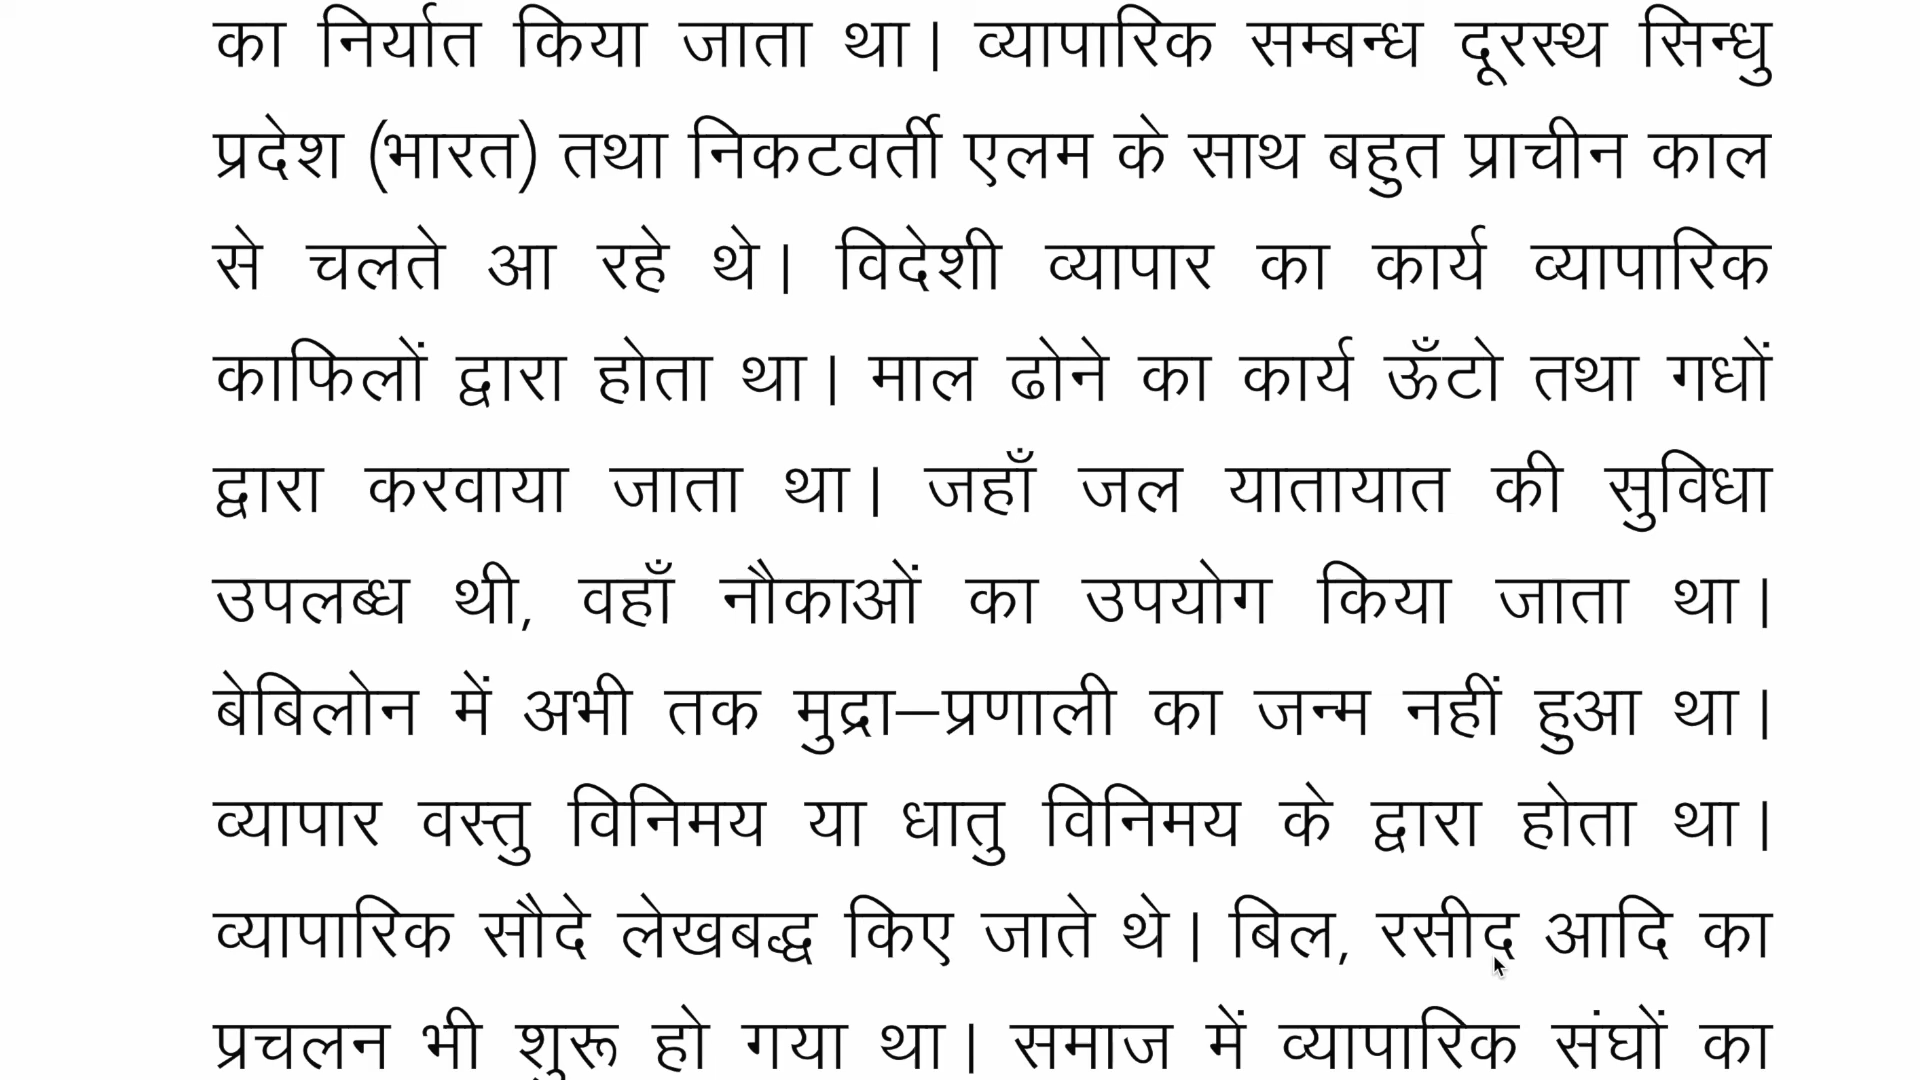 का निर्यात किया जाता था। व्यापारिक सम्बन्ध दूरस्थ सिन्धु
प्रदेश (भारत) तथा निकटवर्ती एलम के साथ बहुत प्राचीन काल
से चलते आ रहे थे। विदेशी व्यापार का कार्य व्यापारिक
काफिलों द्वारा होता था। माल ढोने का कार्य ऊँटो तथा गधों
द्वारा करवाया जाता था। जहाँ जल यातायात की सुविधा
उपलब्ध थी, वहाँ नौकाओं का उपयोग किया जाता था।
बेबिलोन में अभी तक मुद्रा–प्रणाली का जन्म नहीं हुआ था।
व्यापार वस्तु विनिमय या धातु विनिमय के द्वारा होता था।
व्यापारिक सौदे लेखबद्ध किए जाते थे। बिल, रसीद आदि का
प्रचलन भी शुरू हो गया था। समाज में व्यापारिक संघों का